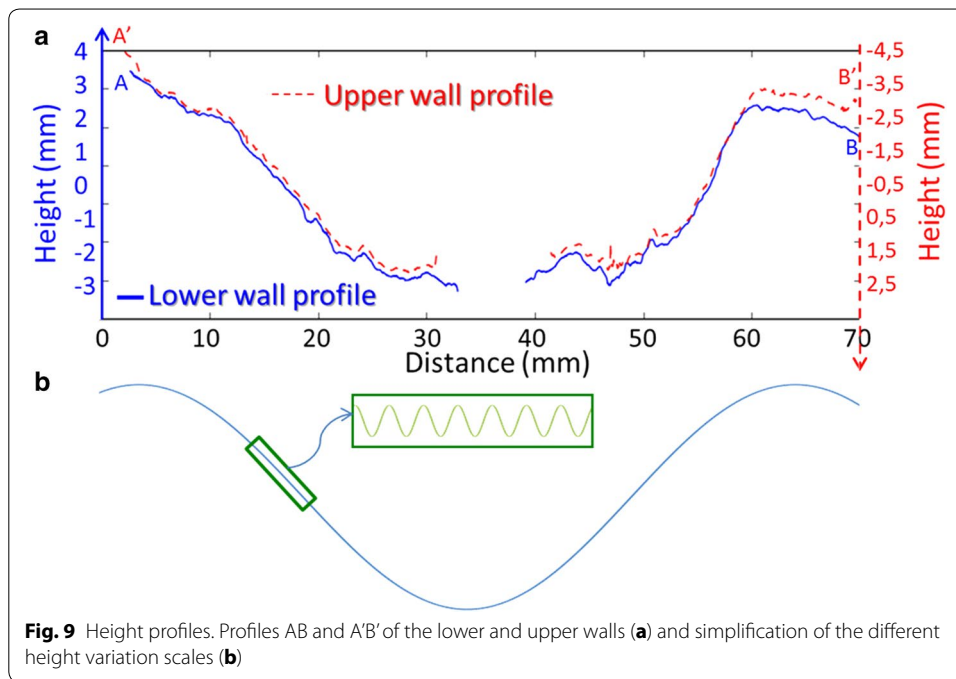 a
A'
4
3
2
1
0
-1
-2
-3
Height (mm)
A
Upper wall profile
Lower wall profile
B'
B
-4,5
-3,5
-2,5
-1,5
-0,5
0,5
1,5
2,5
Height (mm)
0 10 20 30 40 50 60 70
Distance (mm)
b
Fig. 9 Height profiles. Profiles AB and A'B' of the lower and upper walls (a) and simplification of the different
height variation scales (b)